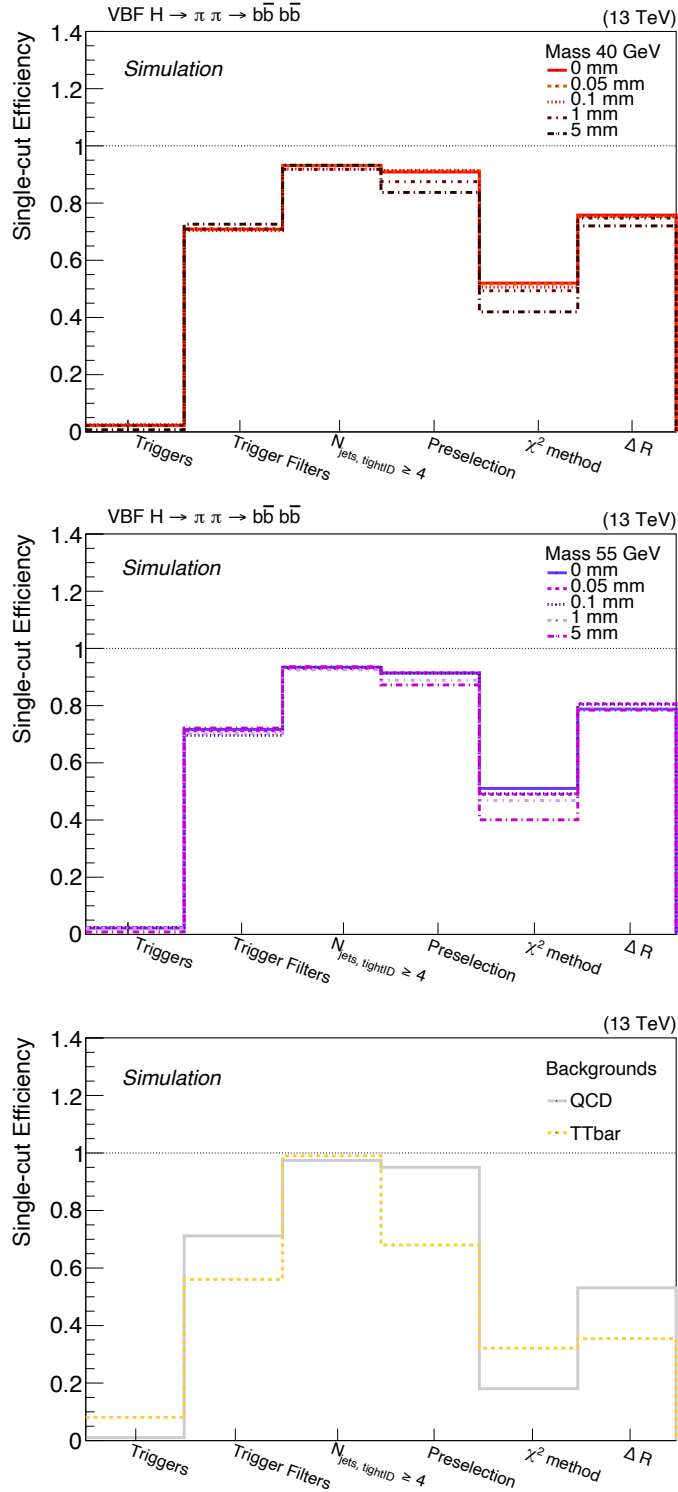 VBF H → π π → bb̅ bb̅ (13 TeV)
1.4
Simulation
Mass 40 GeV
0 mm
0.05 mm
0.1 mm
1 mm
5 mm
1.2
1
0.8
0.6
0.4
0.2
0
Single-cut Efficiency
Triggers
Trigger Filters
N_{jets, tightID} ≥ 4
Preselection
χ² method
Δ R
VBF H → π π → bb̅ bb̅ (13 TeV)
1.4
Simulation
Mass 55 GeV
0 mm
0.05 mm
0.1 mm
1 mm
5 mm
1.2
1
0.8
0.6
0.4
0.2
0
Single-cut Efficiency
Triggers
Trigger Filters
N_{jets, tightID} ≥ 4
Preselection
χ² method
Δ R
(13 TeV)
1.4
Simulation
Backgrounds
QCD
TTbar
1.2
1
0.8
0.6
0.4
0.2
0
Single-cut Efficiency
Triggers
Trigger Filters
N_{jets, tightID} ≥ 4
Preselection
χ² method
Δ R